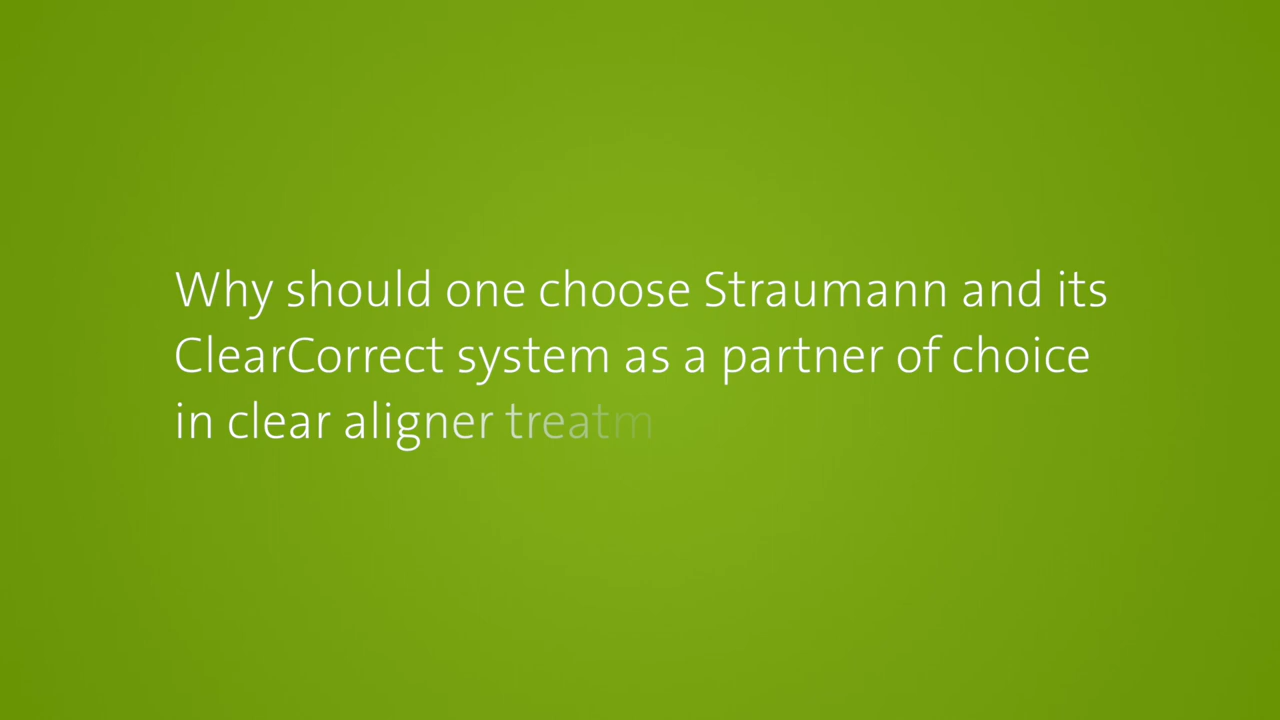 Why should one choose Straumann and its
ClearCorrect system as a partner of choice
in clear aligner treatm